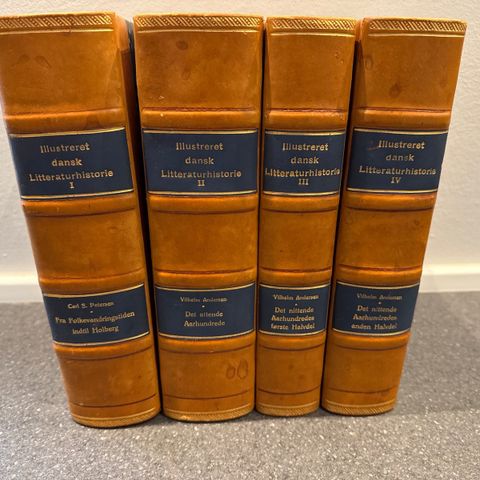 Illustreret
dansk
Litteraturhistorie
I
Carl S. Petersen
Fra Folkevandringstiden
indtil Holberg
Illustreret
dansk
Litteraturhistorie
II
Vilhelm Andersen
Det attende
Aarhundrede
Illustreret
dansk
Litteraturhistorie
III
Vilhelm Andersen
Det nittende
Aarhundredes
første Halvdel
Illustreret
dansk
Litteraturhistorie
IV
Vilhelm Andersen
Det nittende
Aarhundredes
anden Halvdel